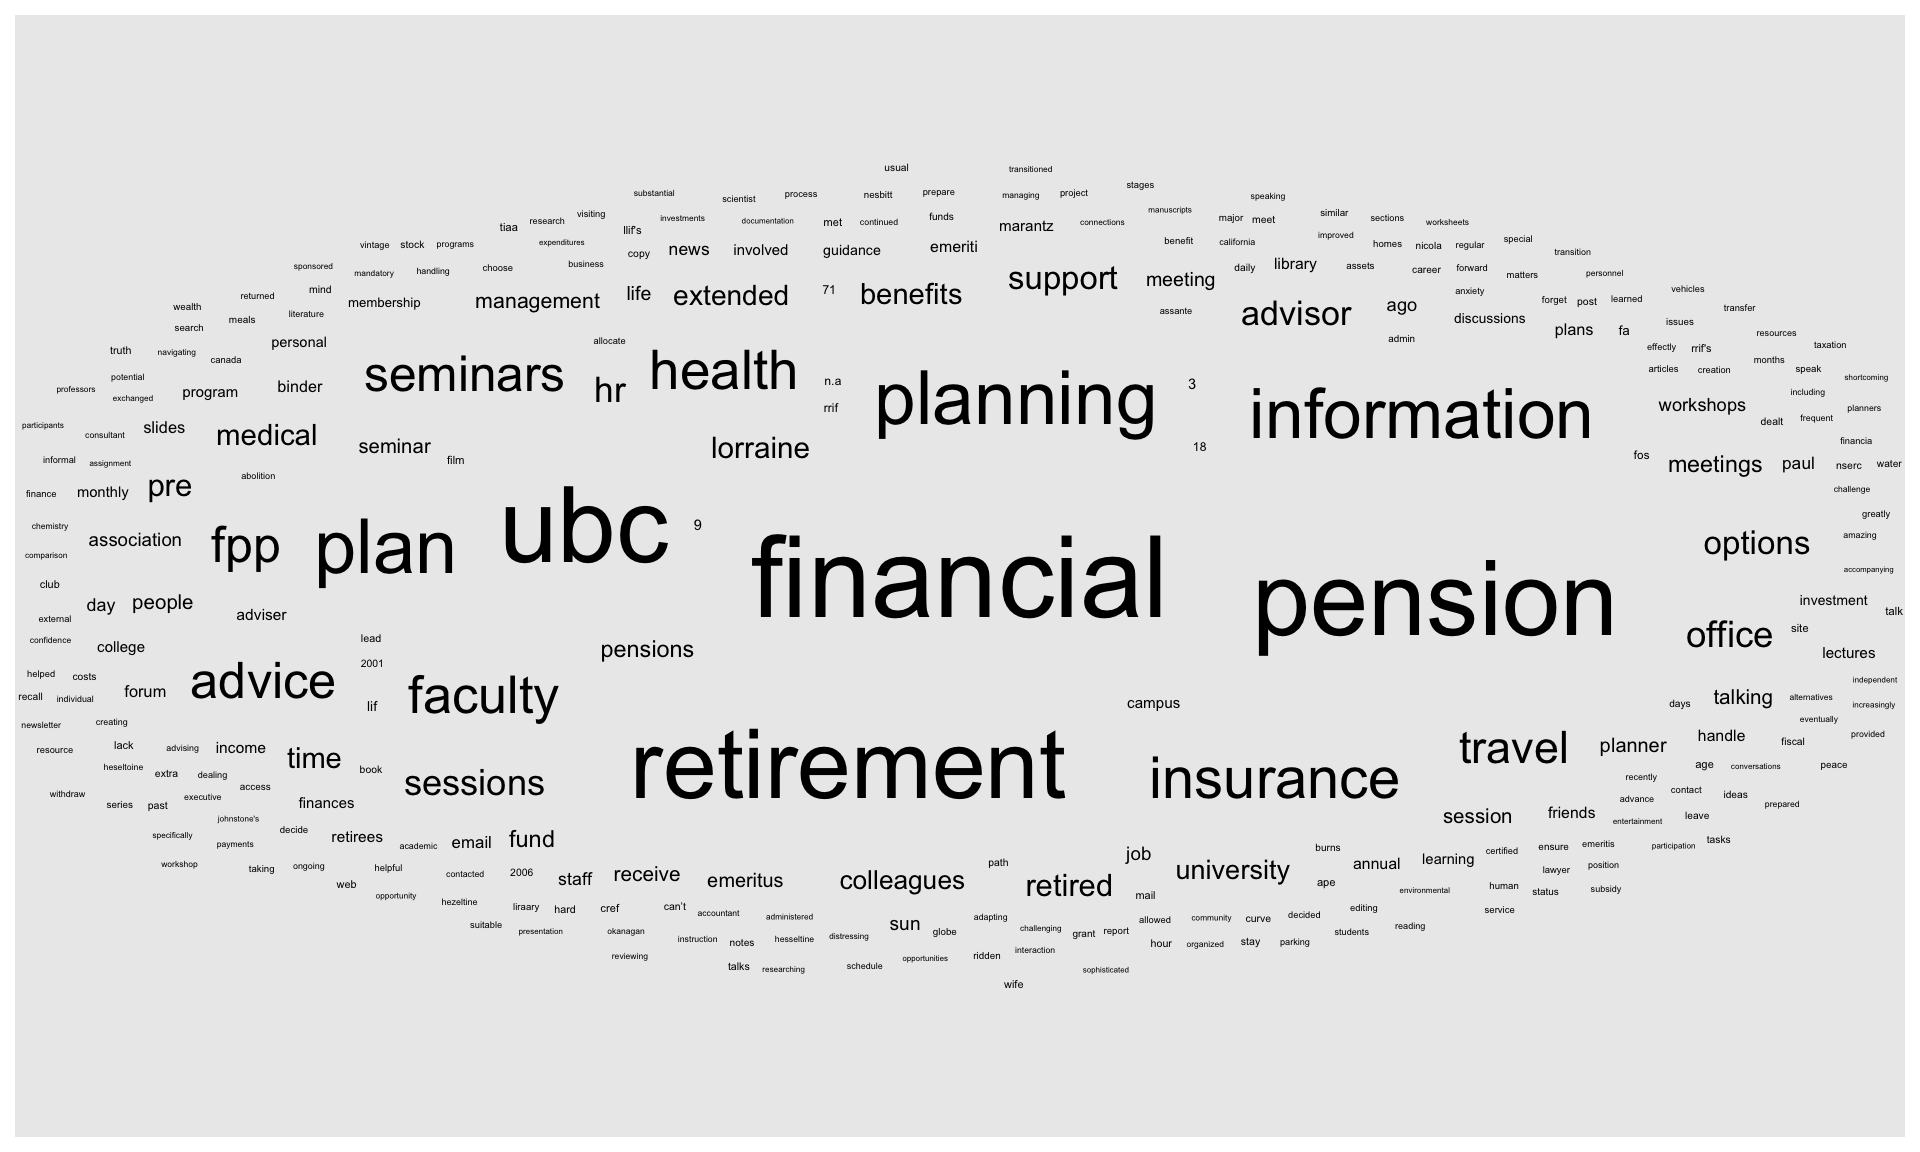 usual
transitioned
substantial
scientist
process
nesbitt
prepare
managing
project
stages
speaking
tiaa
research
visiting
llif's
investments
documentation
met
continued
funds
marantz
connections
manuscripts
major
meet
similar
sections
worksheets
vintage
stock
programs
expenditures
copy
news
involved
guidance
emeriti
benefit
california
improved
homes
nicola
regular
special
transition
sponsored
mandatory
handling
choose
business
support
meeting
daily
library
assets
career
forward
matters
personnel
wealth
returned
mind
membership
management
life
extended
71
benefits
assante
advisor
ago
anxiety
forget
post
learned
vehicles
search
meals
literature
discussions
plans
fa
issues
transfer
truth
navigating
canada
personal
allocate
admin
effectly
rrif's
months
resources
taxation
professors
potential
exchanged
program
binder
seminars
hr
health
n.a
rrif
planning
3
information
articles
creation
speak
including
shortcoming
participants
consultant
slides
medical
seminar
film
lorraine
18
workshops
dealt
frequent
planners
informal
assignment
abolition
fos
meetings
paul
financia
nserc
water
finance
monthly
pre
challenge
chemistry
association
fpp
plan
ubc
9
financial
pension
options
greatly
amazing
comparison
accompanying
club
day
people
adviser
investment
talk
external
confidence
college
lead
pensions
office
site
lectures
helped
costs
advice
2001
independent
recall
individual
forum
lif
faculty
campus
days
talking
alternatives
increasingly
newsletter
creating
eventually
resource
lack
advising
income
time
book
retirement
insurance
travel
planner
handle
fiscal
provided
heseltoine
extra
dealing
access
sessions
age
conversations
peace
recently
withdraw
series
past
executive
finances
contact
advance
ideas
prepared
johnstone's
decide
retirees
session
friends
entertainment
leave
specifically
payments
academic
email
fund
participation
tasks
workshop
taking
ongoing
helpful
contacted
2006
staff
receive
emeritus
colleagues
path
retired
job
university
burns
annual
learning
certified
ensure
emeritis
lawyer
position
web
opportunity
hezeltine
liraary
hard
cref
can't
accountant
administered
mail
ape
environmental
human
status
subsidy
suitable
presentation
okanagan
instruction
notes
hesseltine
distressing
sun
globe
adapting
challenging
grant
report
allowed
community
curve
decided
editing
service
reviewing
talks
researching
schedule
opportunities
ridden
interaction
sophisticated
hour
organized
stay
parking
students
reading
wife